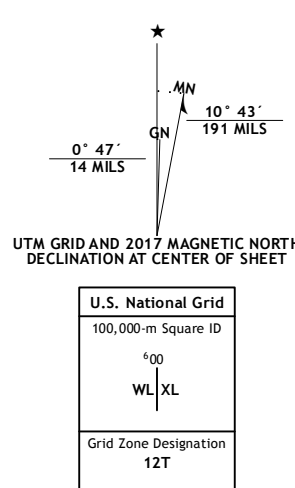 ★
MN
GN
10° 43´
191 MILS
0° 47´
14 MILS
UTM GRID AND 2017 MAGNETIC NORTH
DECLINATION AT CENTER OF SHEET
U.S. National Grid
100,000-m Square ID
⁶00
WL XL
Grid Zone Designation
12T